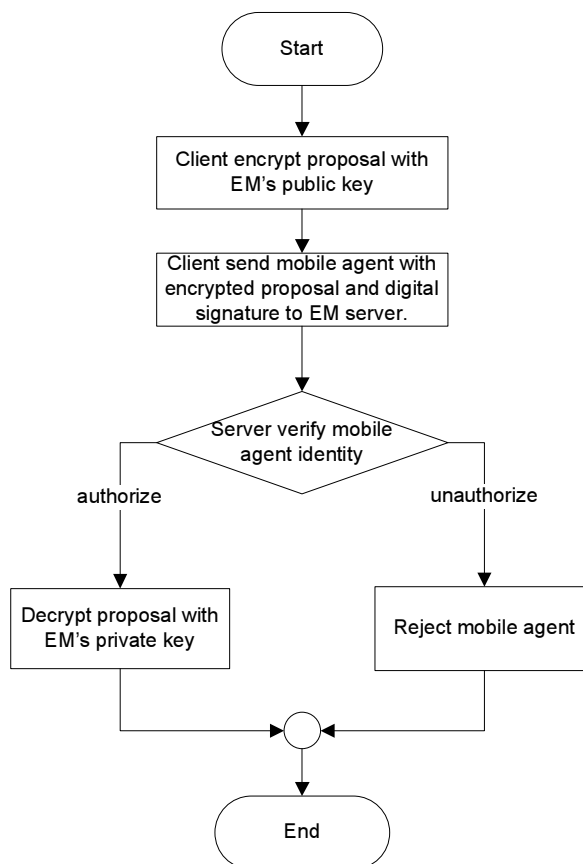 Start
Client encrypt proposal with
EM's public key
Client send mobile agent with
encrypted proposal and digital
signature to EM server.
Server verify mobile
agent identity
authorize
unauthorize
Decrypt proposal with
EM's private key
Reject mobile agent
End